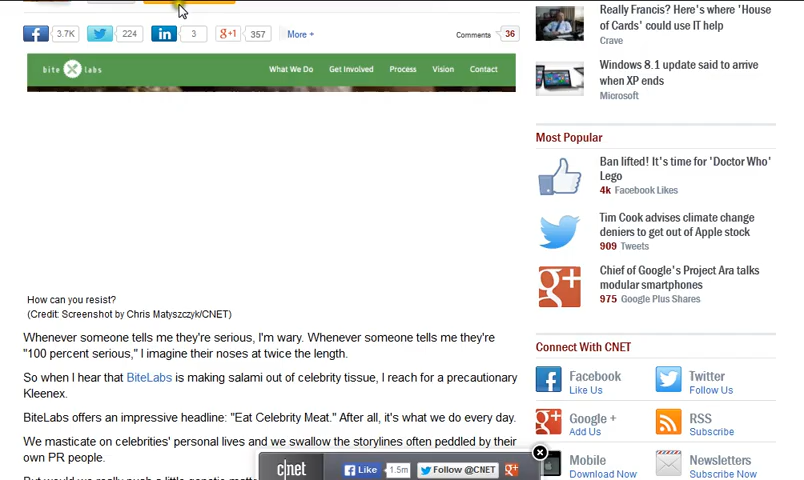 3.7K
224
3
357
More +
Comments
36
bite labs
What We Do
Get Involved
Process
Vision
Contact
How can you resist?
(Credit: Screenshot by Chris Matyszczyk/CNET)
Whenever someone tells me they're serious, I'm wary. Whenever someone tells me they're
"100 percent serious," I imagine their noses at twice the length.
So when I hear that BiteLabs is making salami out of celebrity tissue, I reach for a precautionary
Kleenex.
BiteLabs offers an impressive headline: "Eat Celebrity Meat." After all, it's what we do every day.
We masticate on celebrities' personal lives and we swallow the storylines often peddled by their
own PR people.
But would we really push a little genetic
Really Francis? Here's where 'House
of Cards' could use IT help
Crave
Windows 8.1 update said to arrive
when XP ends
Microsoft
Most Popular
Ban lifted! It's time for 'Doctor Who'
Lego
4k Facebook Likes
Tim Cook advises climate change
deniers to get out of Apple stock
909 Tweets
Chief of Google's Project Ara talks
modular smartphones
975 Google Plus Shares
Connect With CNET
Facebook
Like Us
Twitter
Follow Us
Google +
Add Us
RSS
Subscribe
Mobile
Download Now
Newsletters
Subscribe Now
c|net
Like
1.5m
Follow @CNET